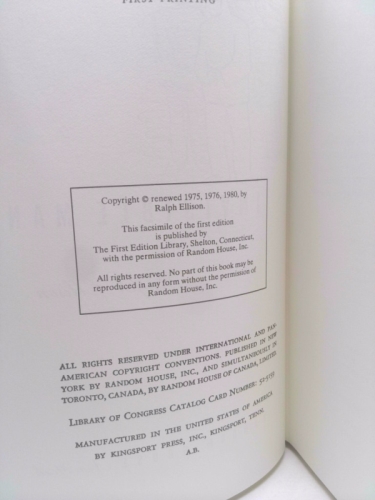 FIRST PRINTING
Copyright © renewed 1975, 1976, 1980, by
Ralph Ellison.
This facsimile of the first edition
is published by
The First Edition Library, Shelton, Connecticut,
with the permission of Random House, Inc.
All rights reserved. No part of this book may be
reproduced in any form without the permission of
Random House, Inc.
ALL RIGHTS RESERVED UNDER INTERNATIONAL AND PAN-
AMERICAN COPYRIGHT CONVENTIONS. PUBLISHED IN NEW
YORK BY RANDOM HOUSE, INC., AND SIMULTANEOUSLY IN
TORONTO, CANADA, BY RANDOM HOUSE OF CANADA, LIMITED.
LIBRARY OF CONGRESS CATALOG CARD NUMBER:
MANUFACTURED IN THE UNITED STATES OF AMERICA
BY KINGSPORT PRESS, INC., KINGSPORT, TENN.
A.B.